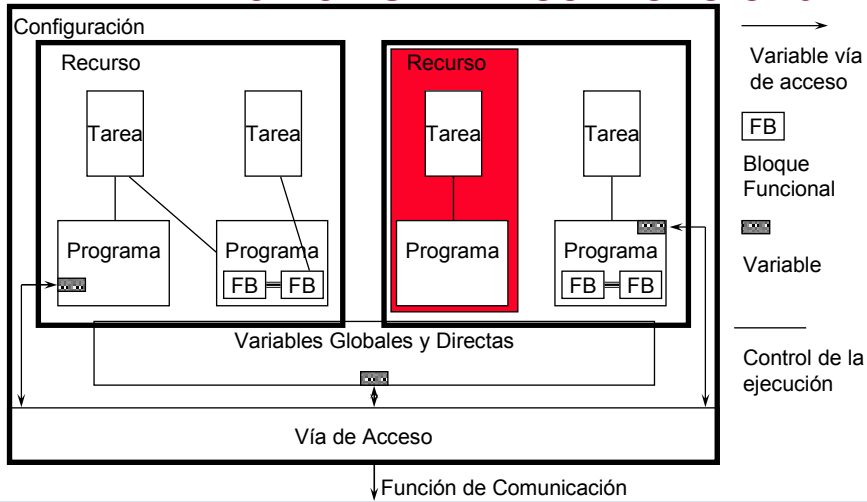 Configuración
Recurso
Recurso
Tarea
Tarea
Tarea
Tarea
Programa
Programa
Programa
Programa
FB
FB
FB
FB
Variables Globales y Directas
Vía de Acceso
Función de Comunicación
Variable vía
de acceso
FB
Bloque
Funcional
Variable
Control de la
ejecución